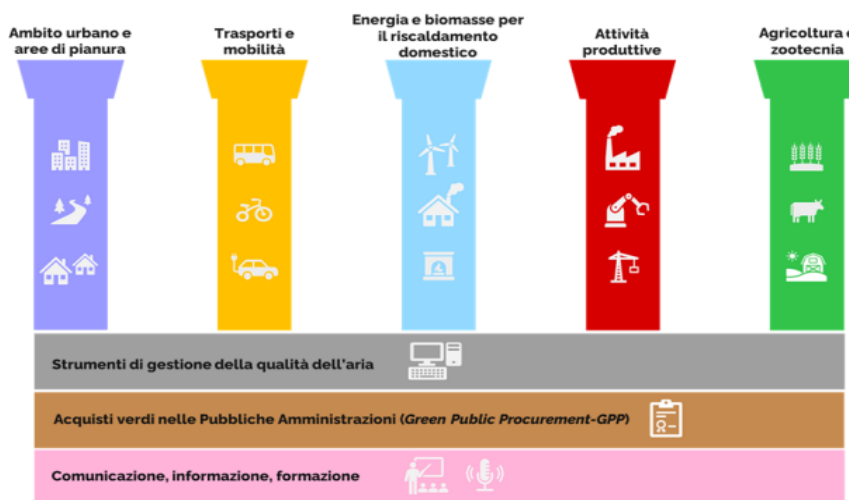 Ambito urbano e
aree di pianura
Trasporti e
mobilità
Energia e biomasse per
il riscaldamento
domestico
Attività
produttive
Agricoltura e
zootecnia
Strumenti di gestione della qualità dell'aria
Acquisti verdi nelle Pubbliche Amministrazioni (Green Public Procurement-GPP)
Comunicazione, informazione, formazione